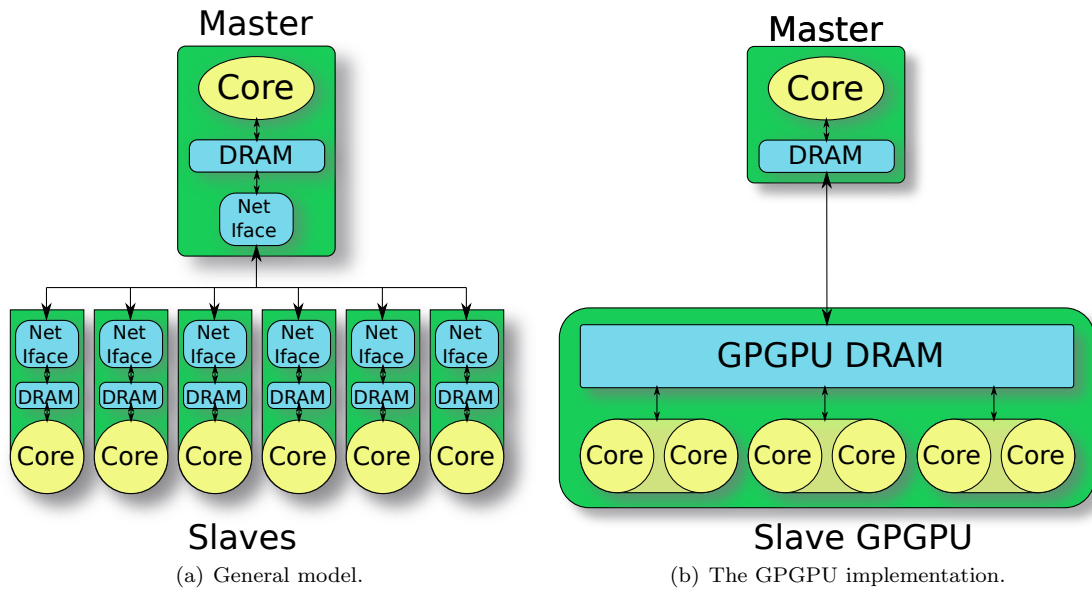 Master
Core
DRAM
Net
Iface
Net Net Net Net Net Net
Iface Iface Iface Iface Iface Iface
DRAM DRAM DRAM DRAM DRAM DRAM
Core Core Core Core Core Core
Slaves
(a) General model.
Master
Core
DRAM
GPGPU DRAM
Core Core Core Core Core Core
Slave GPGPU
(b) The GPGPU implementation.